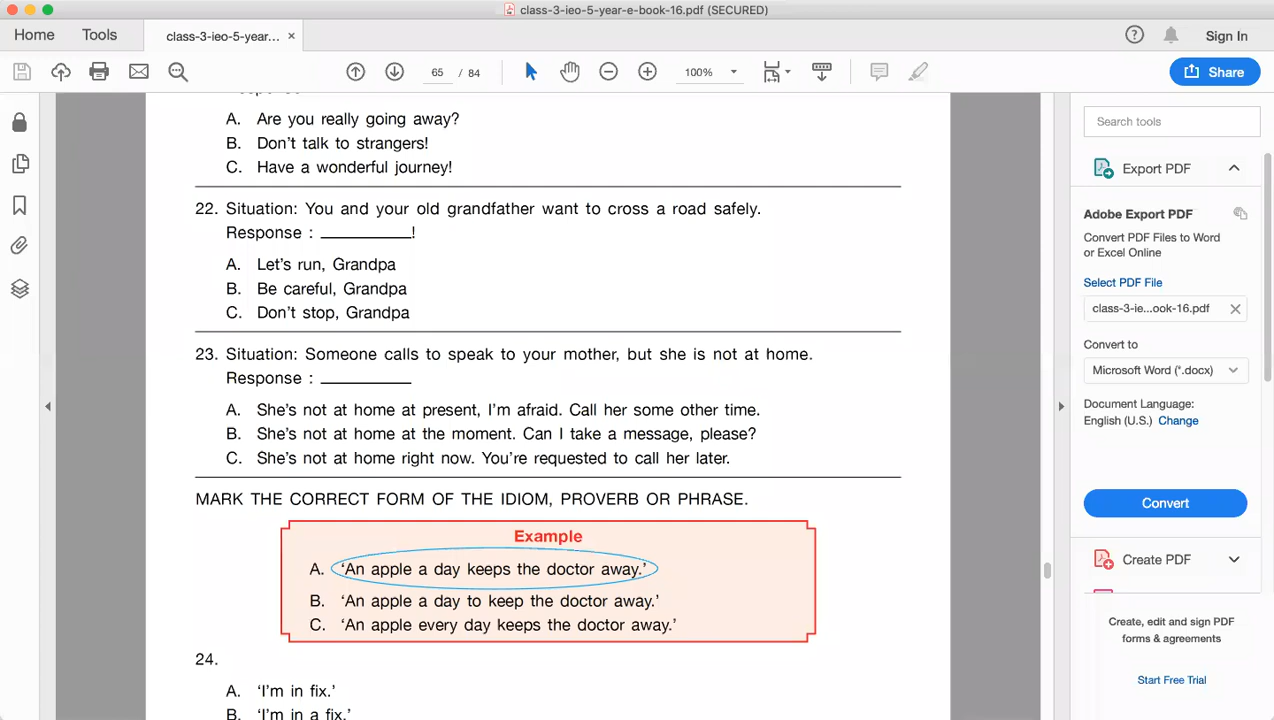 class-3-ieo-5-year-e-book-16.pdf (SECURED)
Home Tools class-3-ieo-5-year... × Sign In
65 / 84 100% Share
A. Are you really going away?
B. Don't talk to strangers!
C. Have a wonderful journey!
22. Situation: You and your old grandfather want to cross a road safely.
Response : __________!
A. Let's run, Grandpa
B. Be careful, Grandpa
C. Don't stop, Grandpa
23. Situation: Someone calls to speak to your mother, but she is not at home.
Response : __________
A. She's not at home at present, I'm afraid. Call her some other time.
B. She's not at home at the moment. Can I take a message, please?
C. She's not at home right now. You're requested to call her later.
MARK THE CORRECT FORM OF THE IDIOM, PROVERB OR PHRASE.
Example
A. 'An apple a day keeps the doctor away.'
B. 'An apple a day to keep the doctor away.'
C. 'An apple every day keeps the doctor away.'
24.
A. 'I'm in fix.'
B. 'I'm in a fix.'
Search tools
Export PDF
Adobe Export PDF
Convert PDF Files to Word
or Excel Online
Select PDF File
class-3-ie...ook-16.pdf
Convert to
Microsoft Word (*.docx)
Document Language:
English (U.S.) Change
Convert
Create PDF
Create, edit and sign PDF
forms & agreements
Start Free Trial